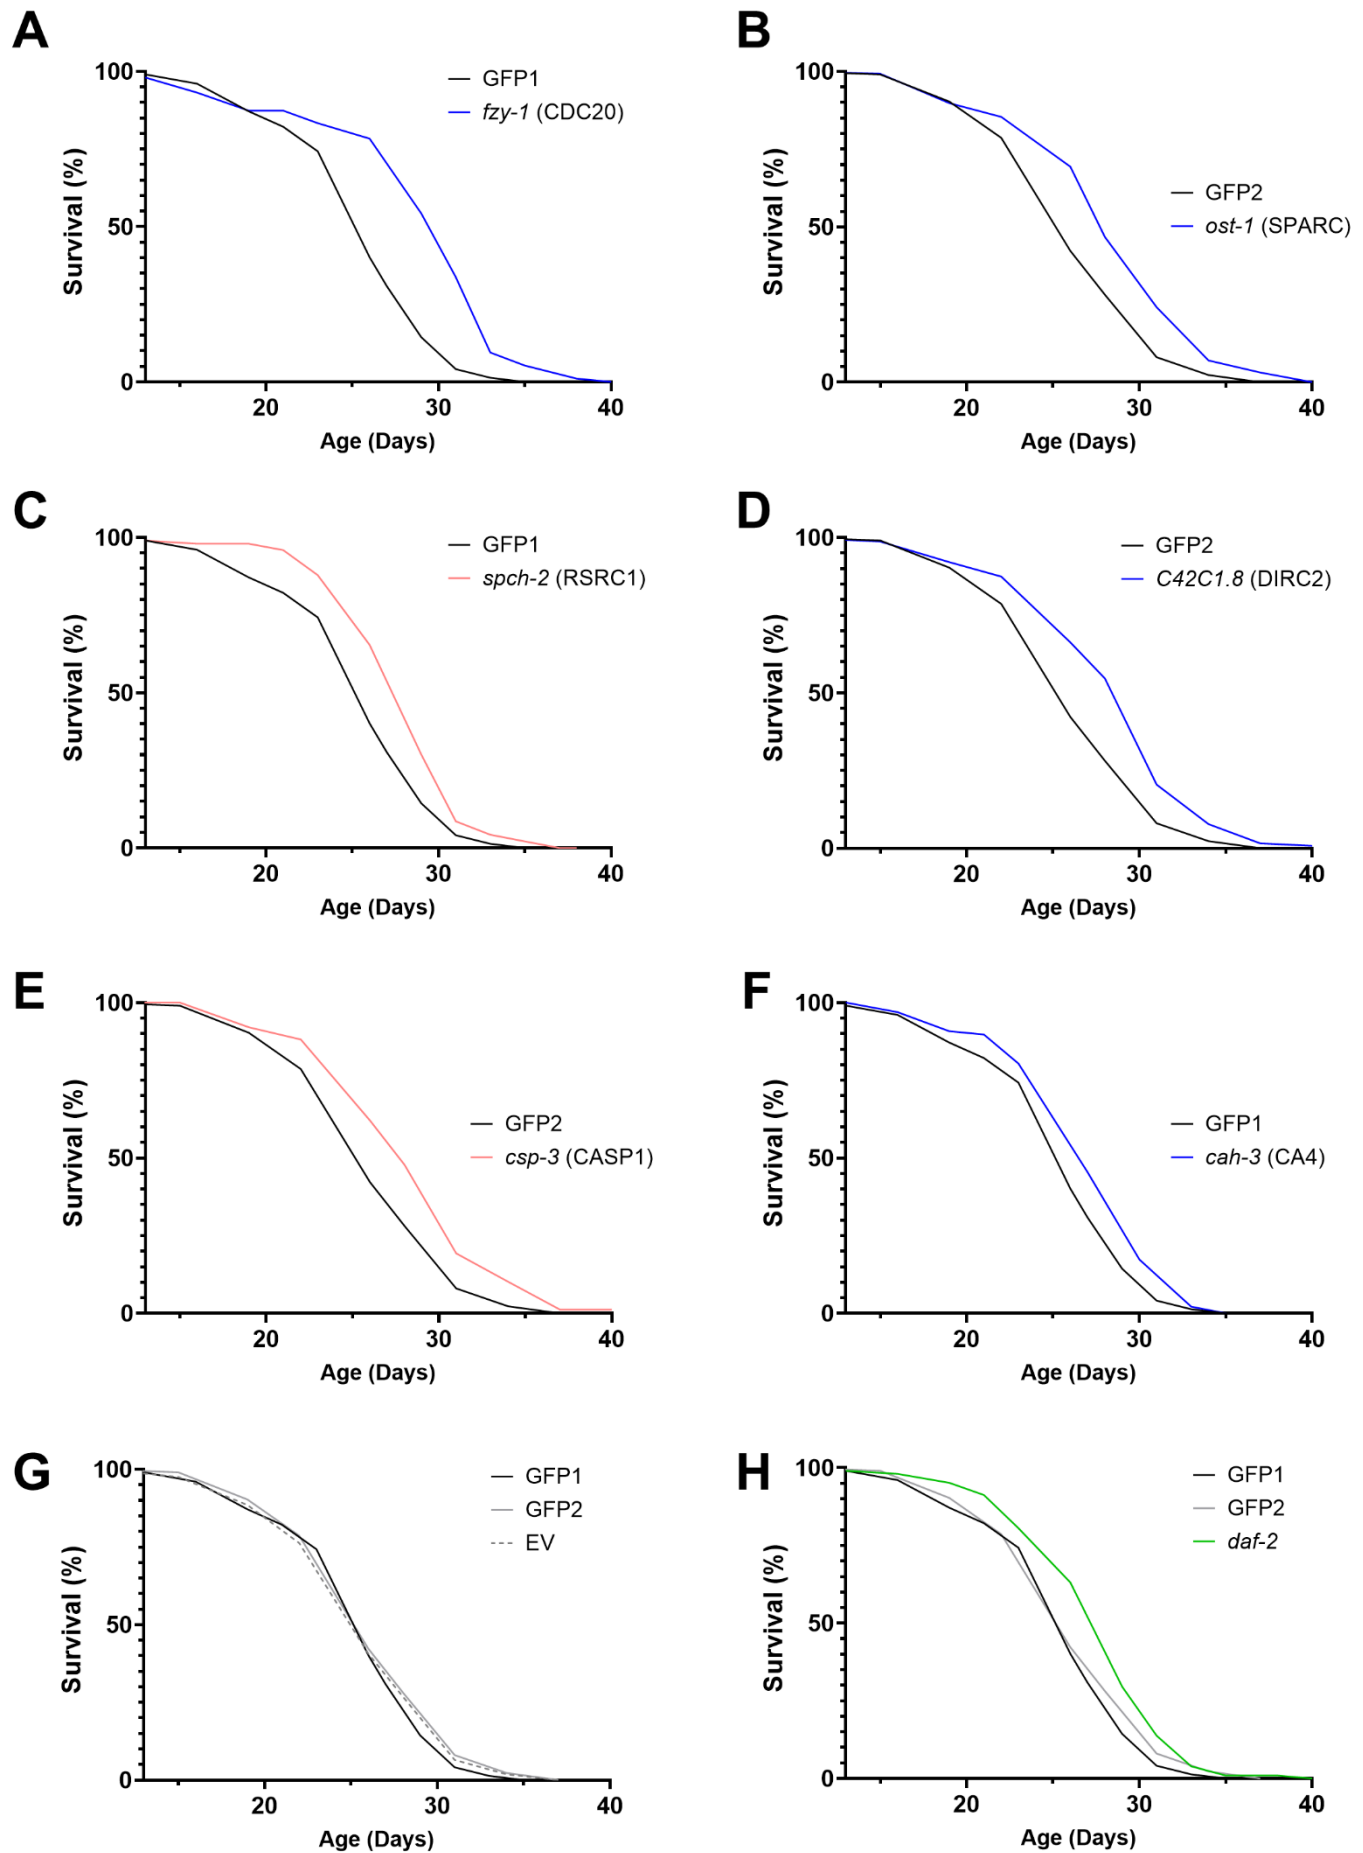 A
B
100
50
0
Survival (%)
GFP1
fzy-1 (CDC20)
20
30
40
Age (Days)
100
50
0
Survival (%)
GFP2
ost-1 (SPARC)
20
30
40
Age (Days)
C
D
100
50
0
Survival (%)
GFP1
spch-2 (RSRC1)
20
30
40
Age (Days)
100
50
0
Survival (%)
GFP2
C42C1.8 (DIRC2)
20
30
40
Age (Days)
E
F
100
50
0
Survival (%)
GFP2
csp-3 (CASP1)
20
30
40
Age (Days)
100
50
0
Survival (%)
GFP1
cah-3 (CA4)
20
30
40
Age (Days)
G
H
100
50
0
Survival (%)
GFP1
GFP2
EV
20
30
40
Age (Days)
100
50
0
Survival (%)
GFP1
GFP2
daf-2
20
30
40
Age (Days)